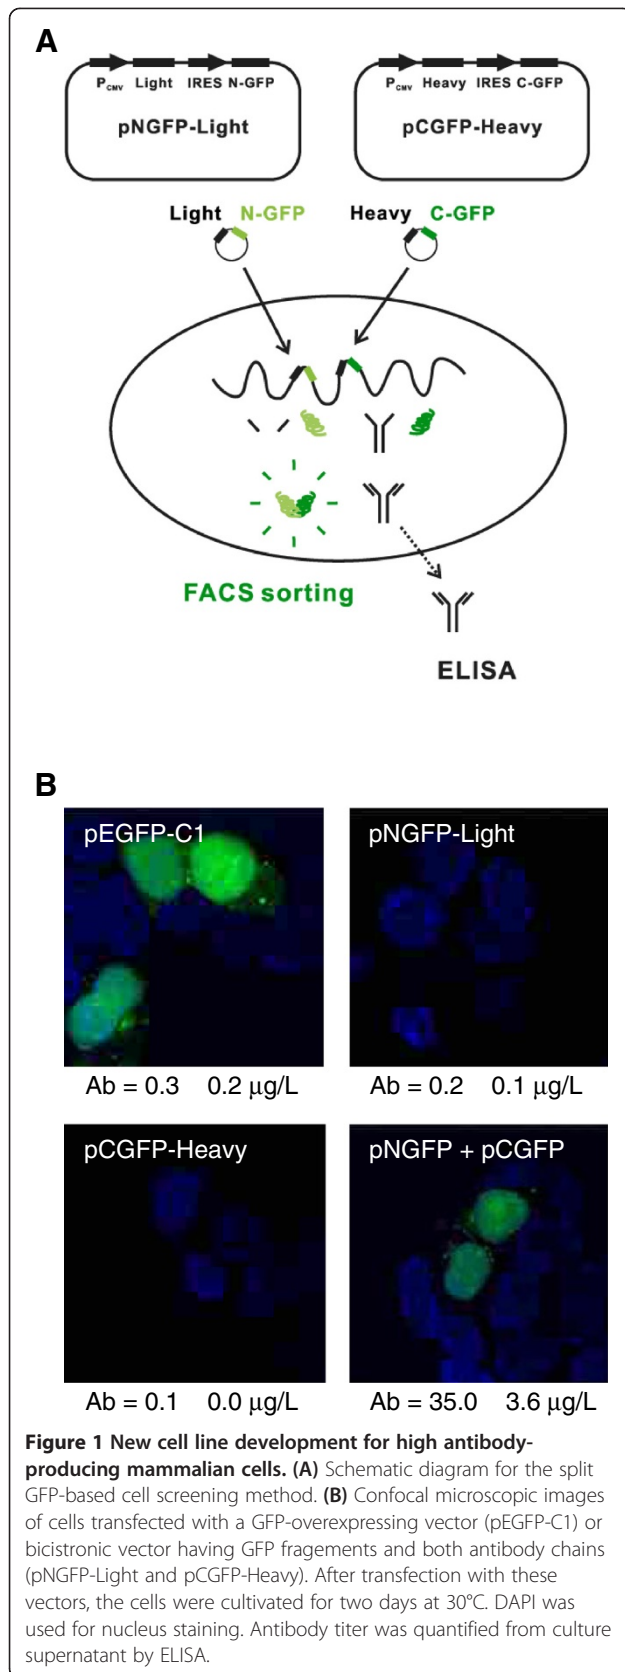 A
P_CMV Light IRES N-GFP
pNGFP-Light
P_CMV Heavy IRES C-GFP
pCGFP-Heavy
Light N-GFP
Heavy C-GFP
FACS sorting
ELISA
B
pEGFP-C1
Ab = 0.3 0.2 µg/L
pNGFP-Light
Ab = 0.2 0.1 µg/L
pCGFP-Heavy
Ab = 0.1 0.0 µg/L
pNGFP + pCGFP
Ab = 35.0 3.6 µg/L
Figure 1 New cell line development for high antibody-
producing mammalian cells. (A) Schematic diagram for the split
GFP-based cell screening method. (B) Confocal microscopic images
of cells transfected with a GFP-overexpressing vector (pEGFP-C1) or
bicistronic vector having GFP fragements and both antibody chains
(pNGFP-Light and pCGFP-Heavy). After transfection with these
vectors, the cells were cultivated for two days at 30°C. DAPI was
used for nucleus staining. Antibody titer was quantified from culture
supernatant by ELISA.